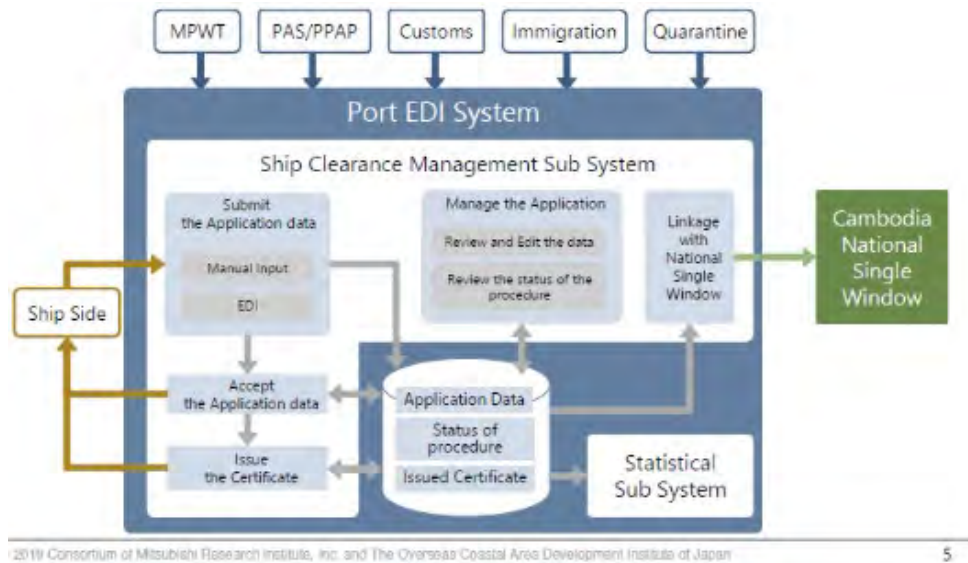 MPWT
PAS/PPAP
Customs
Immigration
Quarantine
Port EDI System
Ship Clearance Management Sub System
Submit
the Application data
Manual Input
EDI
Manage the Application
Review and Edit the data
Review the status of the
procedure
Linkage
with
National
Single
Window
Cambodia
National
Single
Window
Ship Side
Accept
the Application data
Issue
the Certificate
Application Data
Status of
procedure
Issued Certificate
Statistical
Sub System
2019 Consortium of Mitsubishi Research Institute, Inc. and The Overseas Coastal Area Development Institute of Japan
5